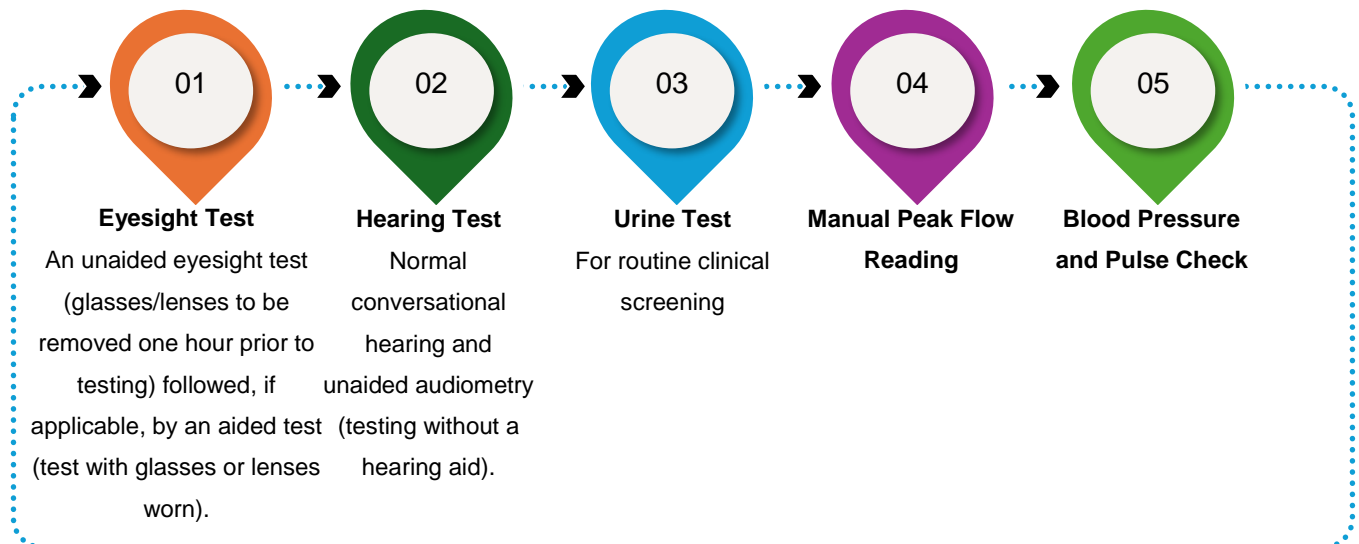 01
Eyesight Test
An unaided eyesight test
(glasses/lenses to be
removed one hour prior to
testing) followed, if
applicable, by an aided test
(test with glasses or lenses
worn).
02
Hearing Test
Normal
conversational
hearing and
unaided audiometry
(testing without a
hearing aid).
03
Urine Test
For routine clinical
screening
04
Manual Peak Flow
Reading
05
Blood Pressure
and Pulse Check